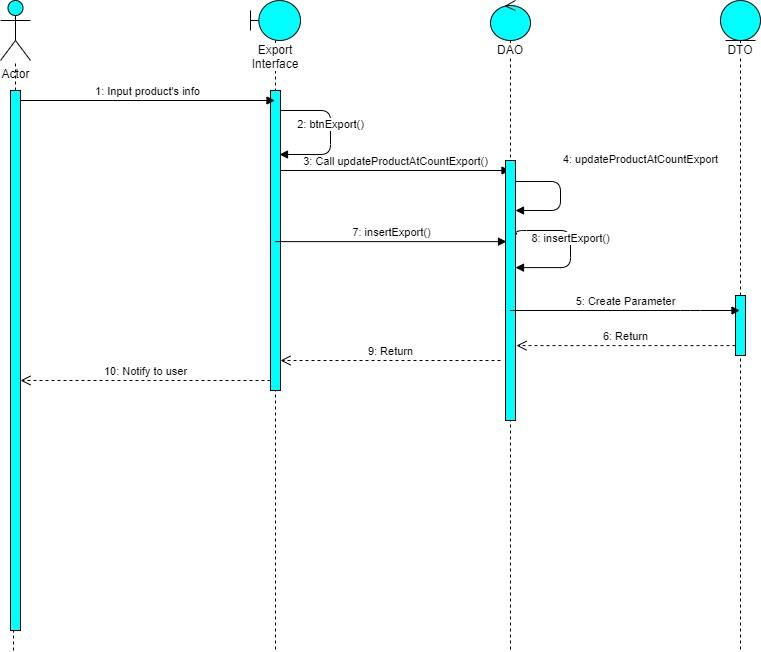 Actor
Export
Interface
DAO
DTO
1: Input product's info
2: btnExport()
3: Call updateProductAtCountExport()
4: updateProductAtCountExport
7: insertExport()
8: insertExport()
5: Create Parameter
6: Return
9: Return
10: Notify to user